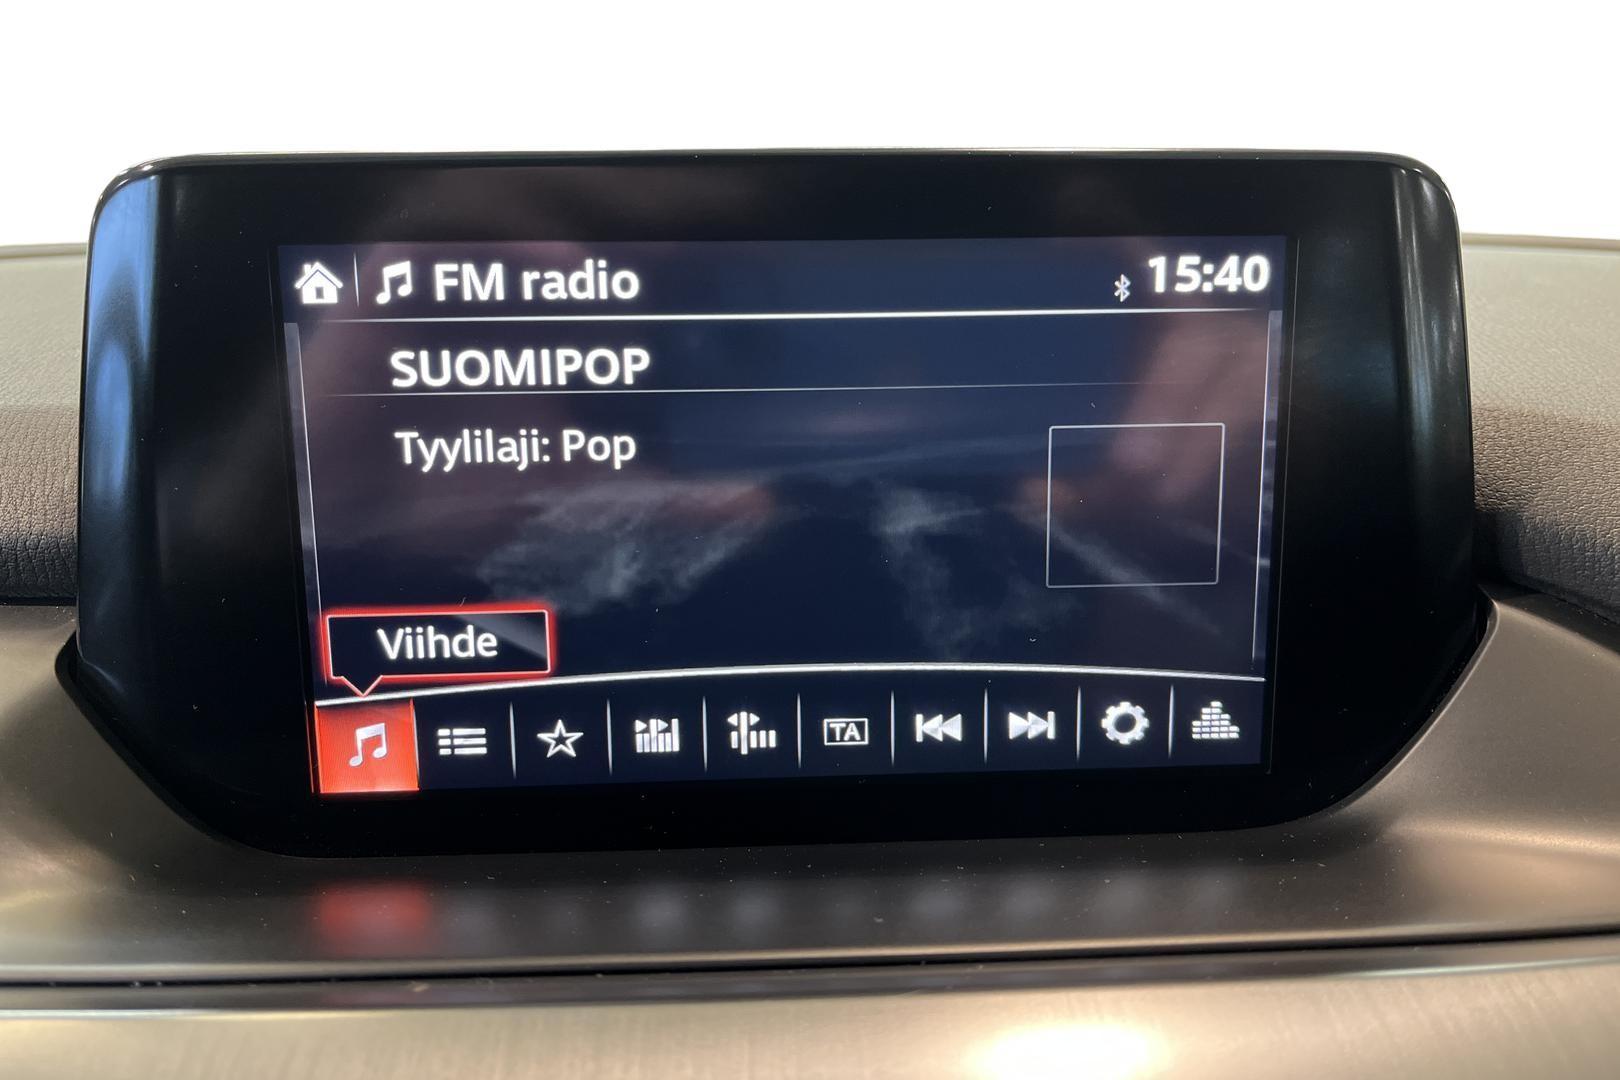 FM radio
15:40
SUOMIPOP
Tyylilaji: Pop
Viihde
TA